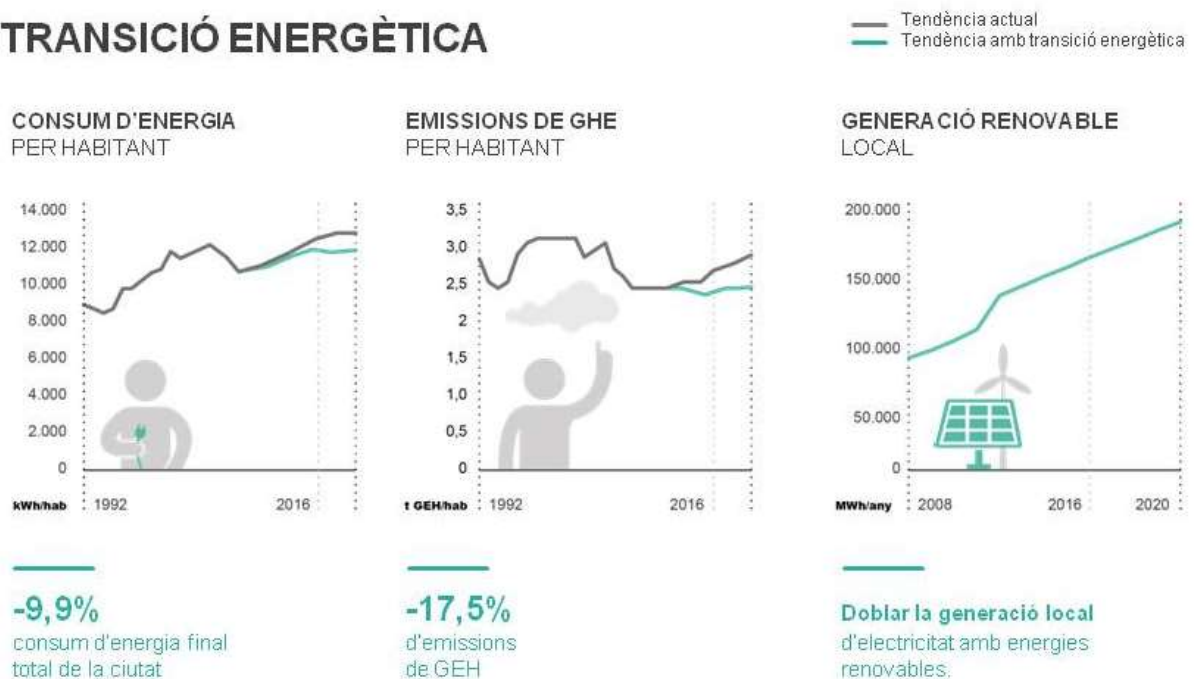 TRANSICIÓ ENERGÈTICA
Tendència actual
Tendència amb transició energètica
CONSUM D'ENERGIA
PER HABITANT
14.000
12.000
10.000
8.000
6.000
4.000
2.000
0
kWh/hab
1992
2016
-9,9%
consum d'energia final
total de la ciutat
EMISSIONS DE GHE
PER HABITANT
3,5
3,0
2,5
2
1,5
1,0
0,5
0
t GEH/hab
1992
2016
-17,5%
d'emissions
de GEH
GENERACIÓ RENOVABLE
LOCAL
200.000
150.000
100.000
50.000
0
MWh/any
2008
2016
2020
Doblar la generació local
d'electricitat amb energies
renovables.